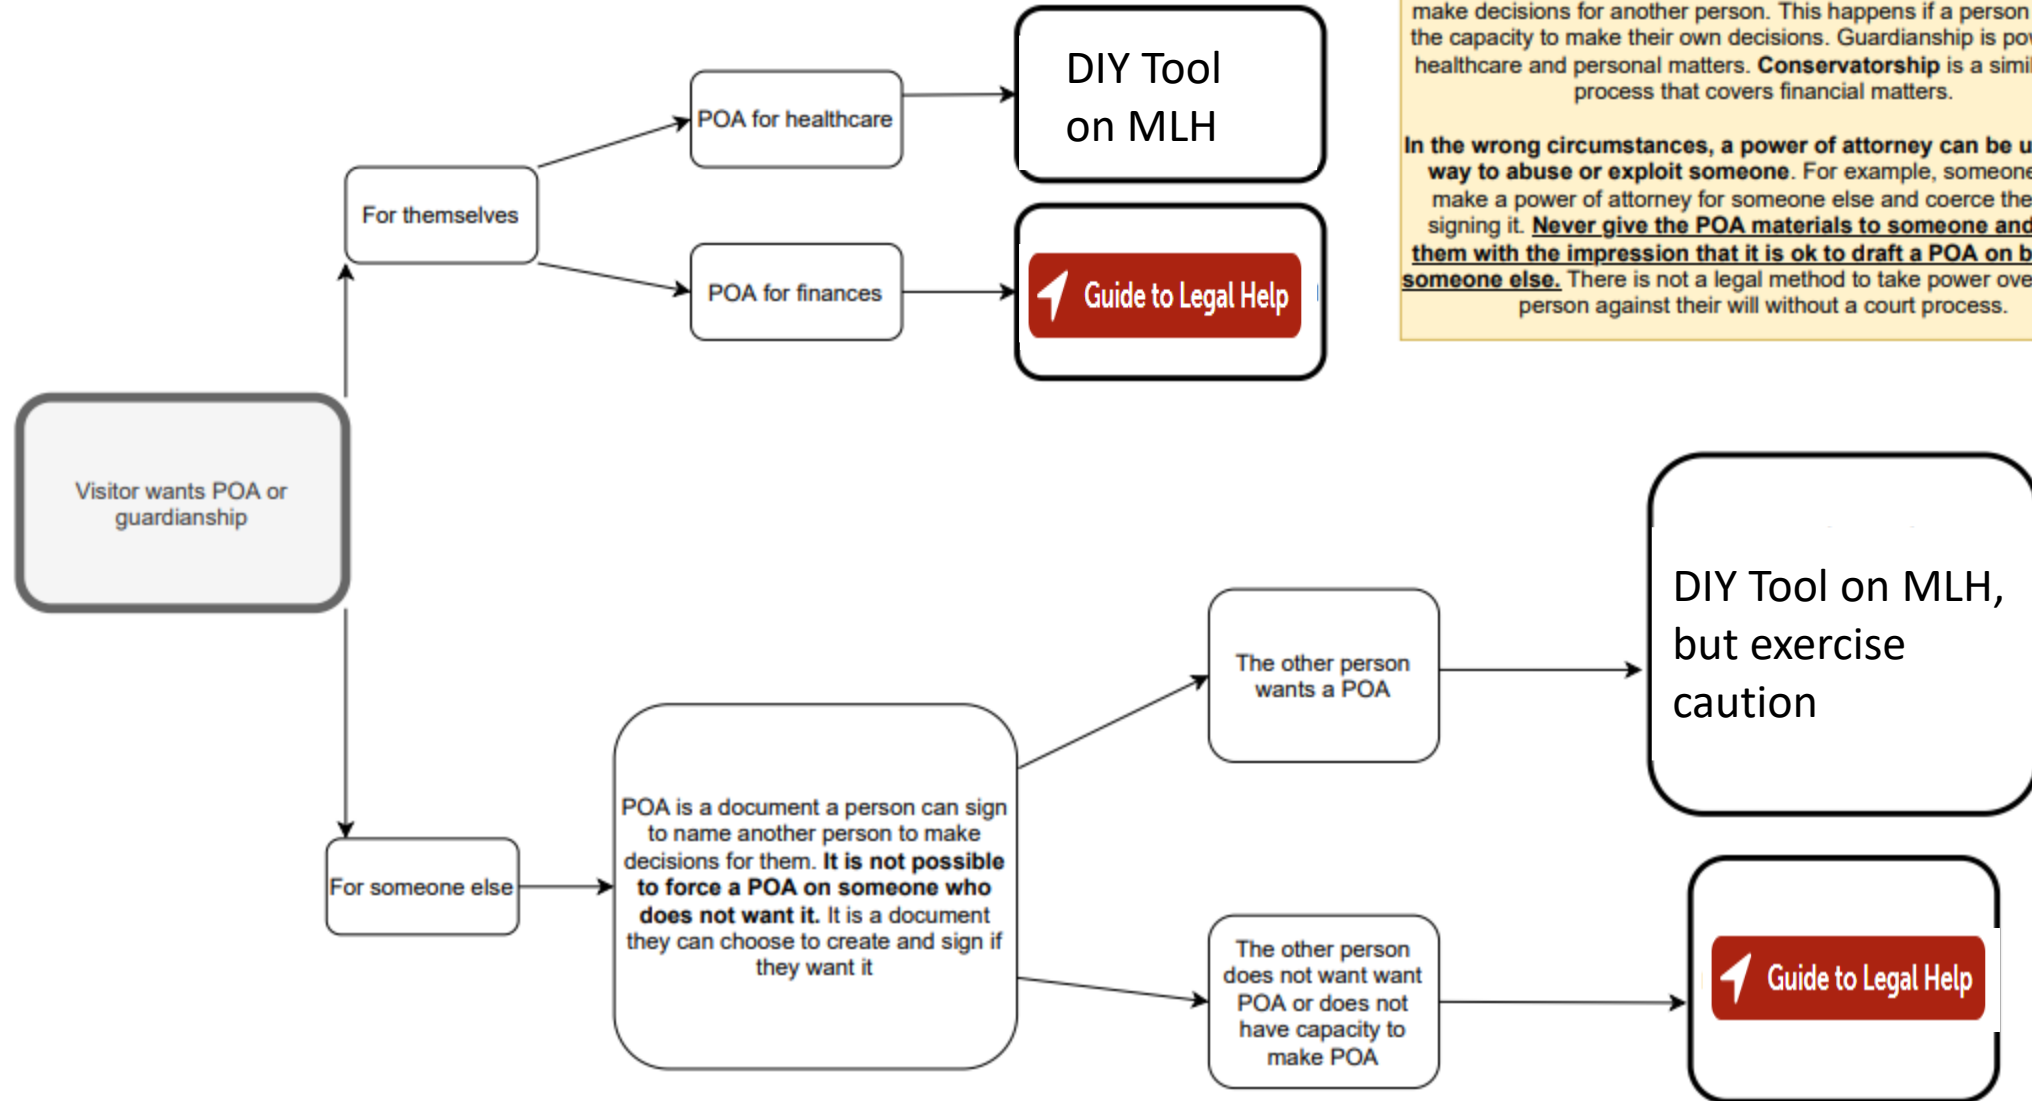 make decisions for another person. This happens if a person
the capacity to make their own decisions. Guardianship is
healthcare and personal matters. Conservatorship is a
process that covers financial matters.
In the wrong circumstances, a power of attorney can be
way to abuse or exploit someone. For example, someone
make a power of attorney for someone else and coerce
signing it. Never give the POA materials to someone and
them with the impression that it is ok to draft a POA on
someone else. There is not a legal method to take power
person against their will without a court process.
DIY Tool
on MLH
POA for healthcare
For themselves
POA for finances
Guide to Legal Help
Visitor wants POA or
guardianship
DIY Tool on MLH,
but exercise
caution
The other person
wants a POA
POA is a document a person can sign
to name another person to make
decisions for them. It is not possible
to force a POA on someone who
does not want it. It is a document
they can choose to create and sign if
they want it
For someone else
The other person
does not want want
POA or does not
have capacity to
make POA
Guide to Legal Help